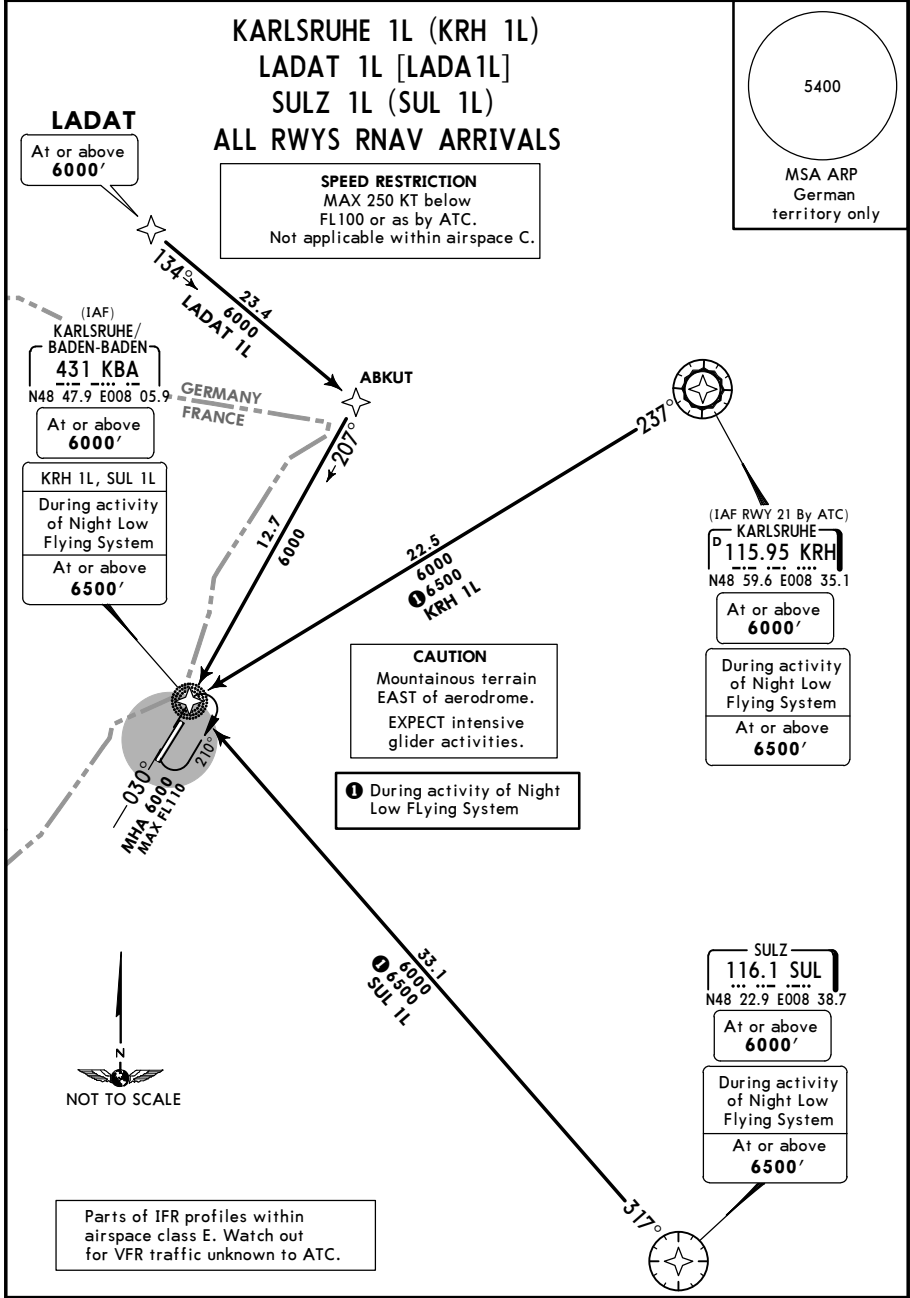 KARLSRUHE 1L (KRH 1L)
LADAT 1L [LADA1L]
SULZ 1L (SUL 1L)
ALL RWYS RNAV ARRIVALS
5400
MSA ARP
German
territory only
SPEED RESTRICTION
MAX 250 KT below
FL100 or as by ATC.
Not applicable within airspace C.
LADAT
At or above
6000'
134°
23.4
6000
LADAT 1L
(IAF)
KARLSRUHE/
BADEN-BADEN
431 KBA
N48 47.9 E008 05.9
At or above
6000'
KRH 1L, SUL 1L
During activity
of Night Low
Flying System
At or above
6500'
GERMANY
FRANCE
ABKUT
207°
12.7
6000
237°
22.5
6000
❶6500
KRH 1L
(IAF RWY 21 By ATC)
KARLSRUHE
D 115.95 KRH
N48 59.6 E008 35.1
At or above
6000'
During activity
of Night Low
Flying System
At or above
6500'
CAUTION
Mountainous terrain
EAST of aerodrome.
EXPECT intensive
glider activities.
❶ During activity of Night
Low FLying System
210°
030°
MHA 6000
MAX FL110
33.1
6000
❶6500
SUL 1L
317°
SULZ
116.1 SUL
N48 22.9 E008 38.7
At or above
6000'
During activity
of Night Low
Flying System
At or above
6500'
N
NOT TO SCALE
Parts of IFR profiles within
airspace class E. Watch out
for VFR traffic unknown to ATC.